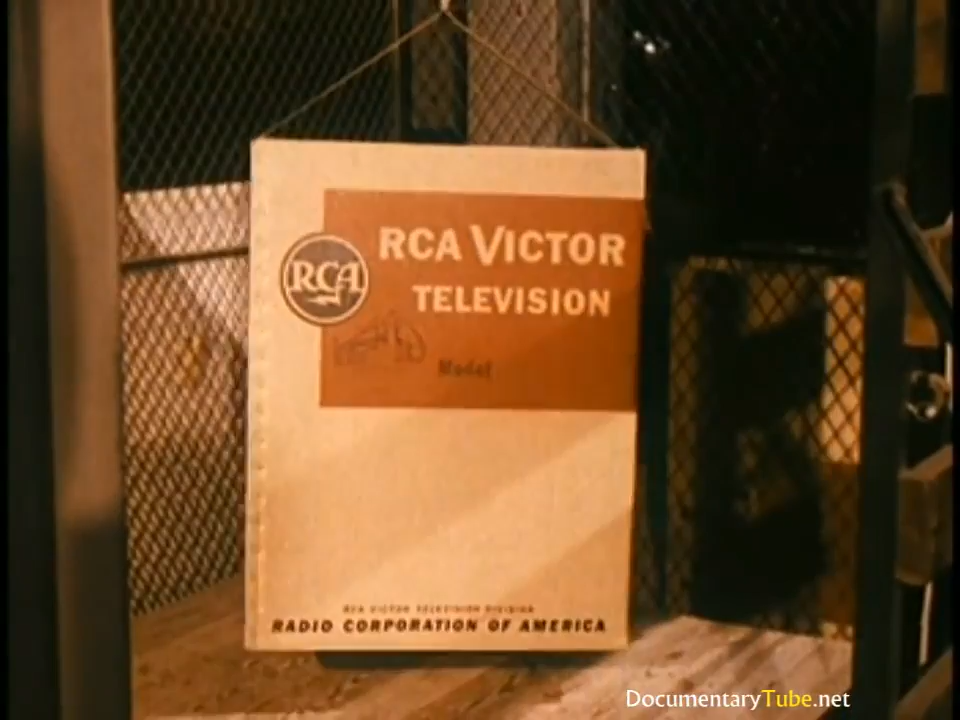 RCA VICTOR
RCA
TELEVISION
Model
RCA VICTOR TELEVISION DIVISION
RADIO CORPORATION OF AMERICA
DocumentaryTube.net